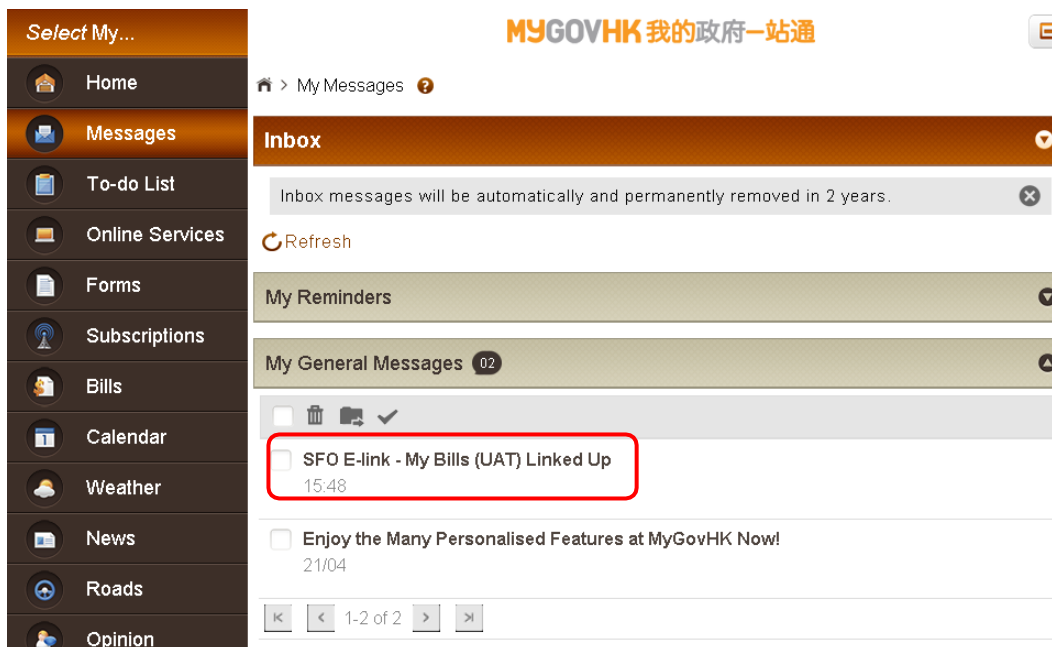 Select My...
MYGOVHK 我的政府一站通
Home
> My Messages ?
Messages
Inbox
To-do List
Inbox messages will be automatically and permanently removed in 2 years.
Online Services
Refresh
Forms
My Reminders
Subscriptions
My General Messages 02
Bills
Calendar
SFO E-link - My Bills (UAT) Linked Up
15:48
Weather
News
Enjoy the Many Personalised Features at MyGovHK Now!
21/04
Roads
1-2 of 2
Opinion